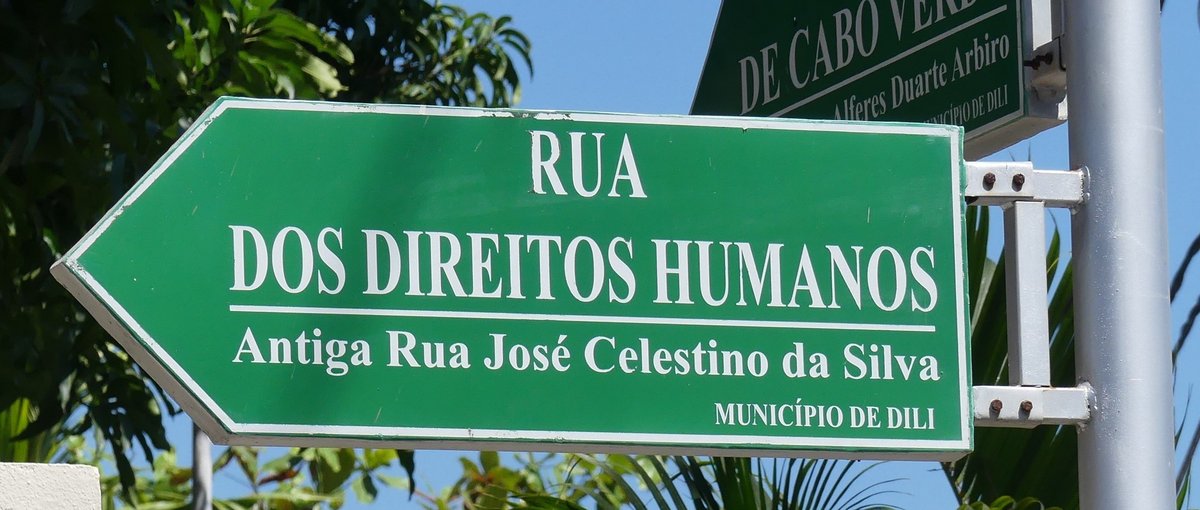 DE CABO VERDE
Alferes Duarte Arbiro
MUNICÍPIO DE DILI
RUA
DOS DIREITOS HUMANOS
Antiga Rua José Celestino da Silva
MUNICÍPIO DE DILI